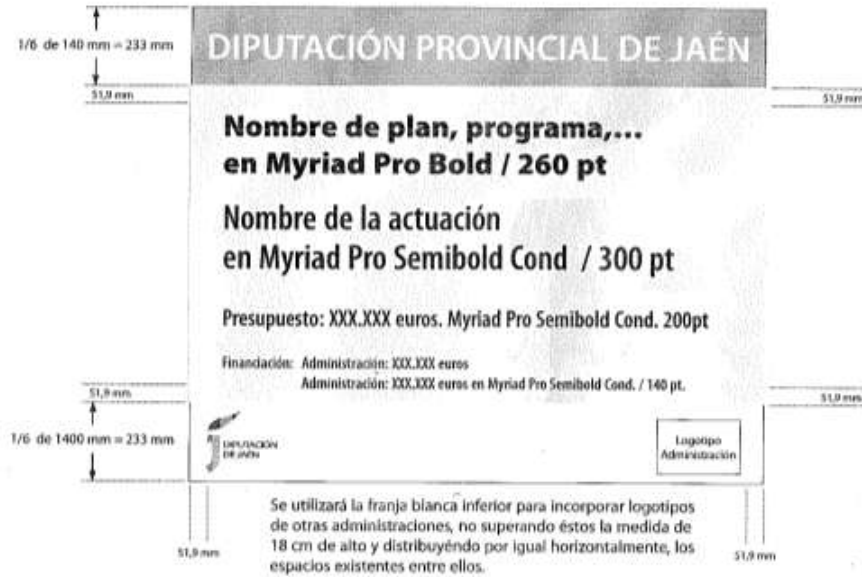 1/6 de 140 mm = 233 mm
DIPUTACIÓN PROVINCIAL DE JAÉN
51,9 mm
51,9 mm
Nombre de plan, programa,...
en Myriad Pro Bold / 260 pt
Nombre de la actuación
en Myriad Pro Semibold Cond / 300 pt
Presupuesto: XXX.XXX euros. Myriad Pro Semibold Cond. 200pt
Financiación: Administración: XXX.XXX euros
Administración: XXX.XXX euros en Myriad Pro Semibold Cond. / 140 pt.
51,9 mm
51,9 mm
1/6 de 1400 mm = 233 mm
DIPUTACIÓN
DE JAÉN
Logotipo
Administración
Se utilizará la franja blanca inferior para incorporar logotipos
de otras administraciones, no superando éstos la medida de
18 cm de alto y distribuyéndo por igual horizontalmente, los
espacios existentes entre ellos.
51,9 mm
51,9 mm